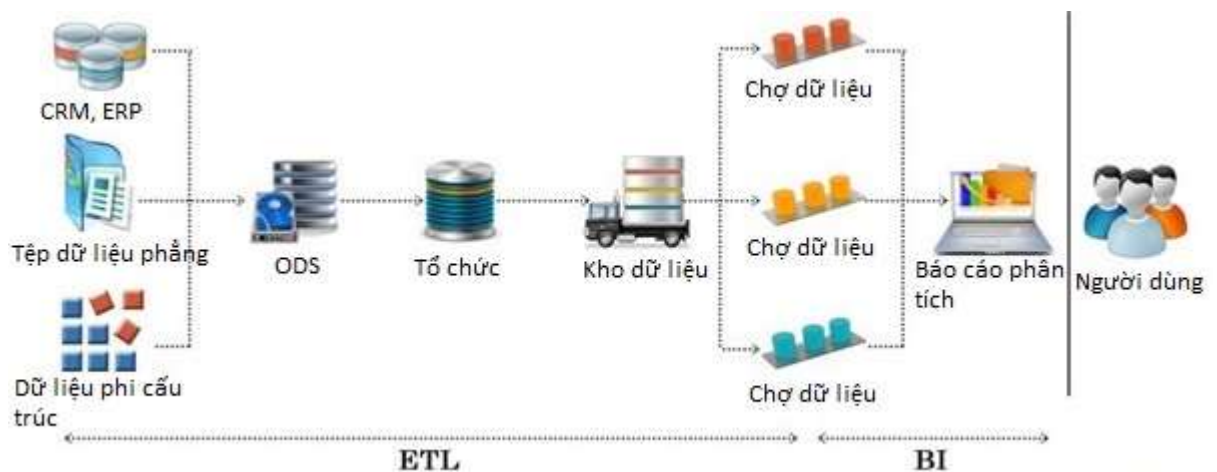 CRM, ERP
Tệp dữ liệu phẳng
Dữ liệu phi cấu
trúc
ODS
Tổ chức
Kho dữ liệu
Chợ dữ liệu
Chợ dữ liệu
Chợ dữ liệu
Báo cáo phân
tích
Người dùng
ETL
BI